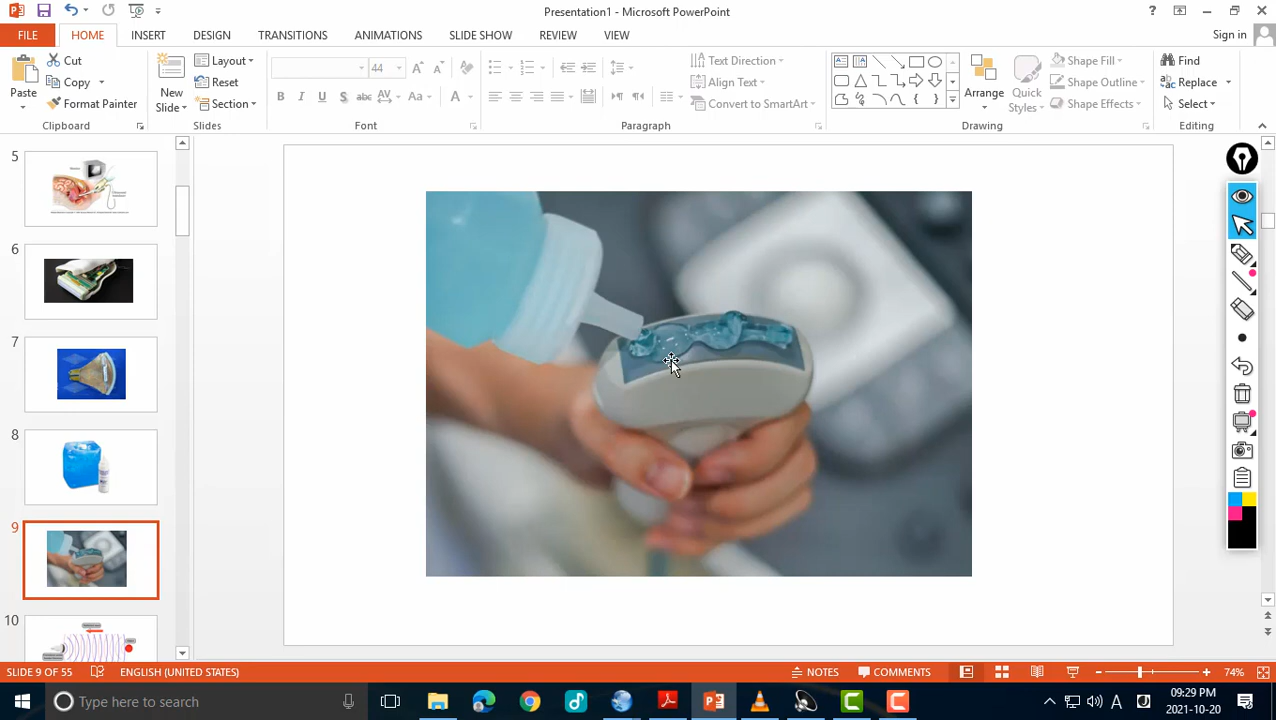 Presentation1 - Microsoft PowerPoint
Sign in
FILE HOME INSERT DESIGN TRANSITIONS ANIMATIONS SLIDE SHOW REVIEW VIEW
Paste
Cut
Copy
Format Painter
Clipboard
New Slide
Layout
Reset
Section
Slides
44
B I U S abc AV Aa A
Font
Text Direction
Align Text
Convert to SmartArt
Paragraph
Arrange
Quick Styles
Shape Fill
Shape Outline
Shape Effects
Drawing
Find
Replace
Select
Editing
5
6
7
8
9
10
SLIDE 9 OF 55
ENGLISH (UNITED STATES)
NOTES
COMMENTS
74%
Type here to search
09:29 PM
2021-10-20